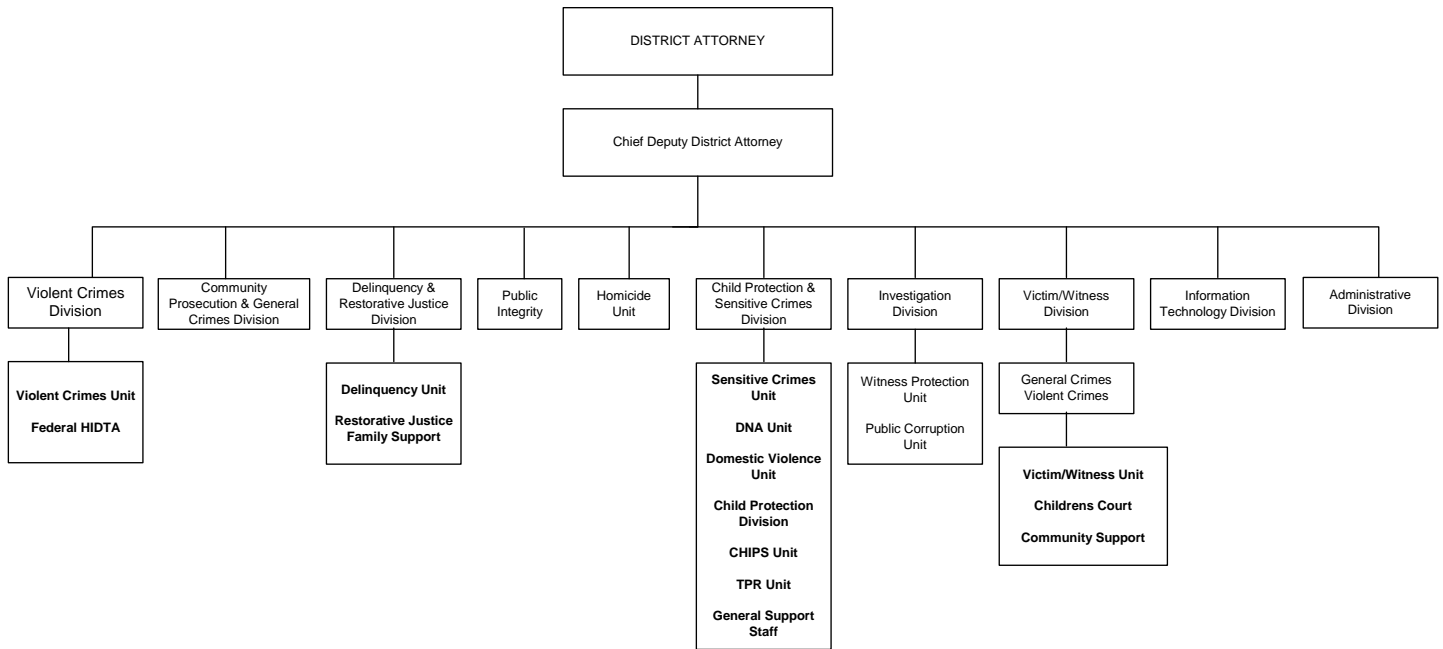 DISTRICT ATTORNEY
Chief Deputy District Attorney
Violent Crimes
Division
Community
Prosecution & General
Crimes Division
Delinquency &
Restorative Justice
Division
Public
Integrity
Homicide
Unit
Child Protection &
Sensitive Crimes
Division
Investigation
Division
Victim/Witness
Division
Information
Technology Division
Administrative
Division
Violent Crimes Unit
Federal HIDTA
Delinquency Unit
Restorative Justice
Family Support
Sensitive Crimes
Unit
DNA Unit
Domestic Violence
Unit
Child Protection
Division
CHIPS Unit
TPR Unit
General Support
Staff
Witness Protection
Unit
Public Corruption
Unit
General Crimes
Violent Crimes
Victim/Witness Unit
Childrens Court
Community Support